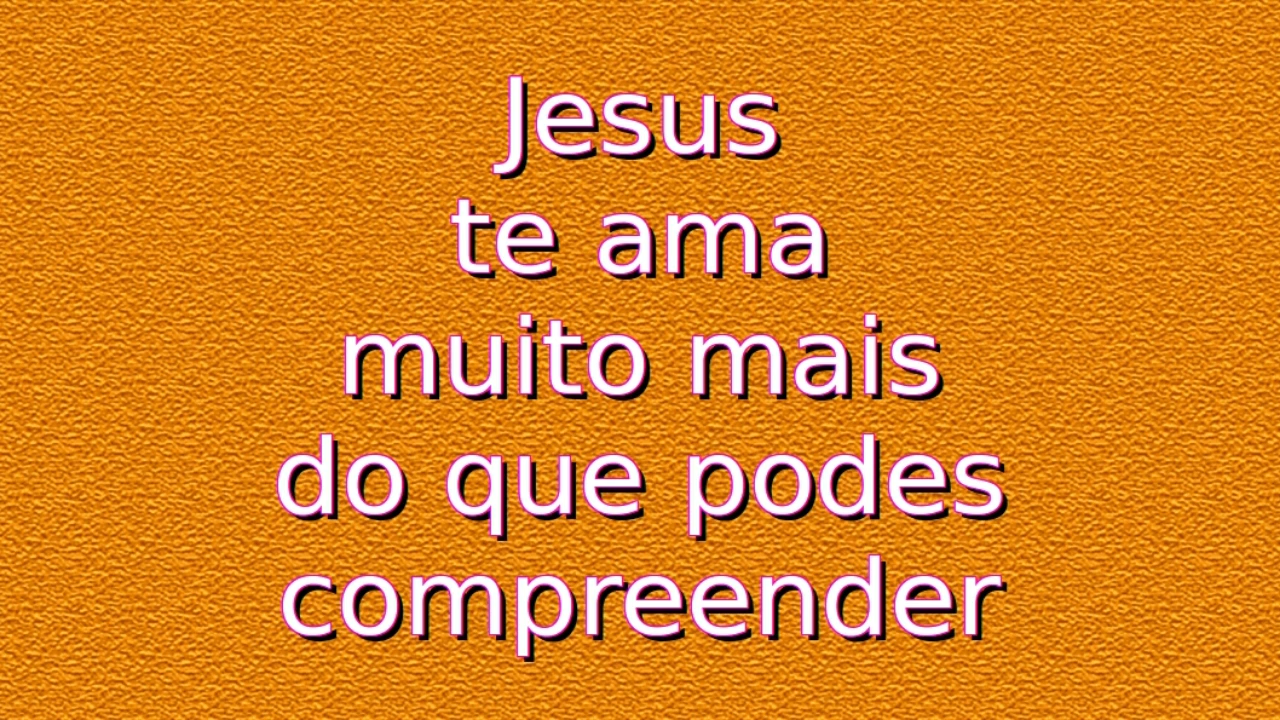 Jesus
te ama
muito mais
do que podes
compreender